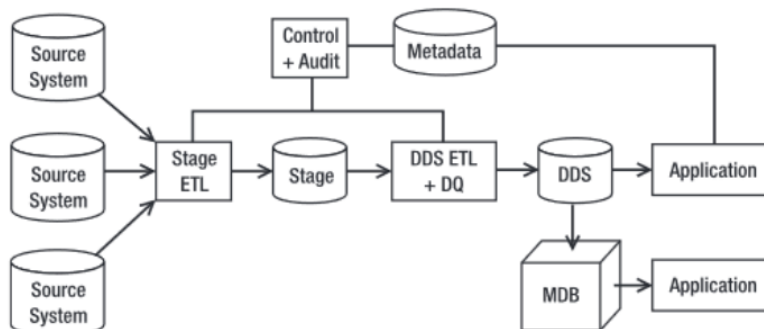 Source
System
Control
+ Audit
Metadata
Source
System
Stage
ETL
Stage
DDS ETL
+ DQ
DDS
Application
Source
System
MDB
Application